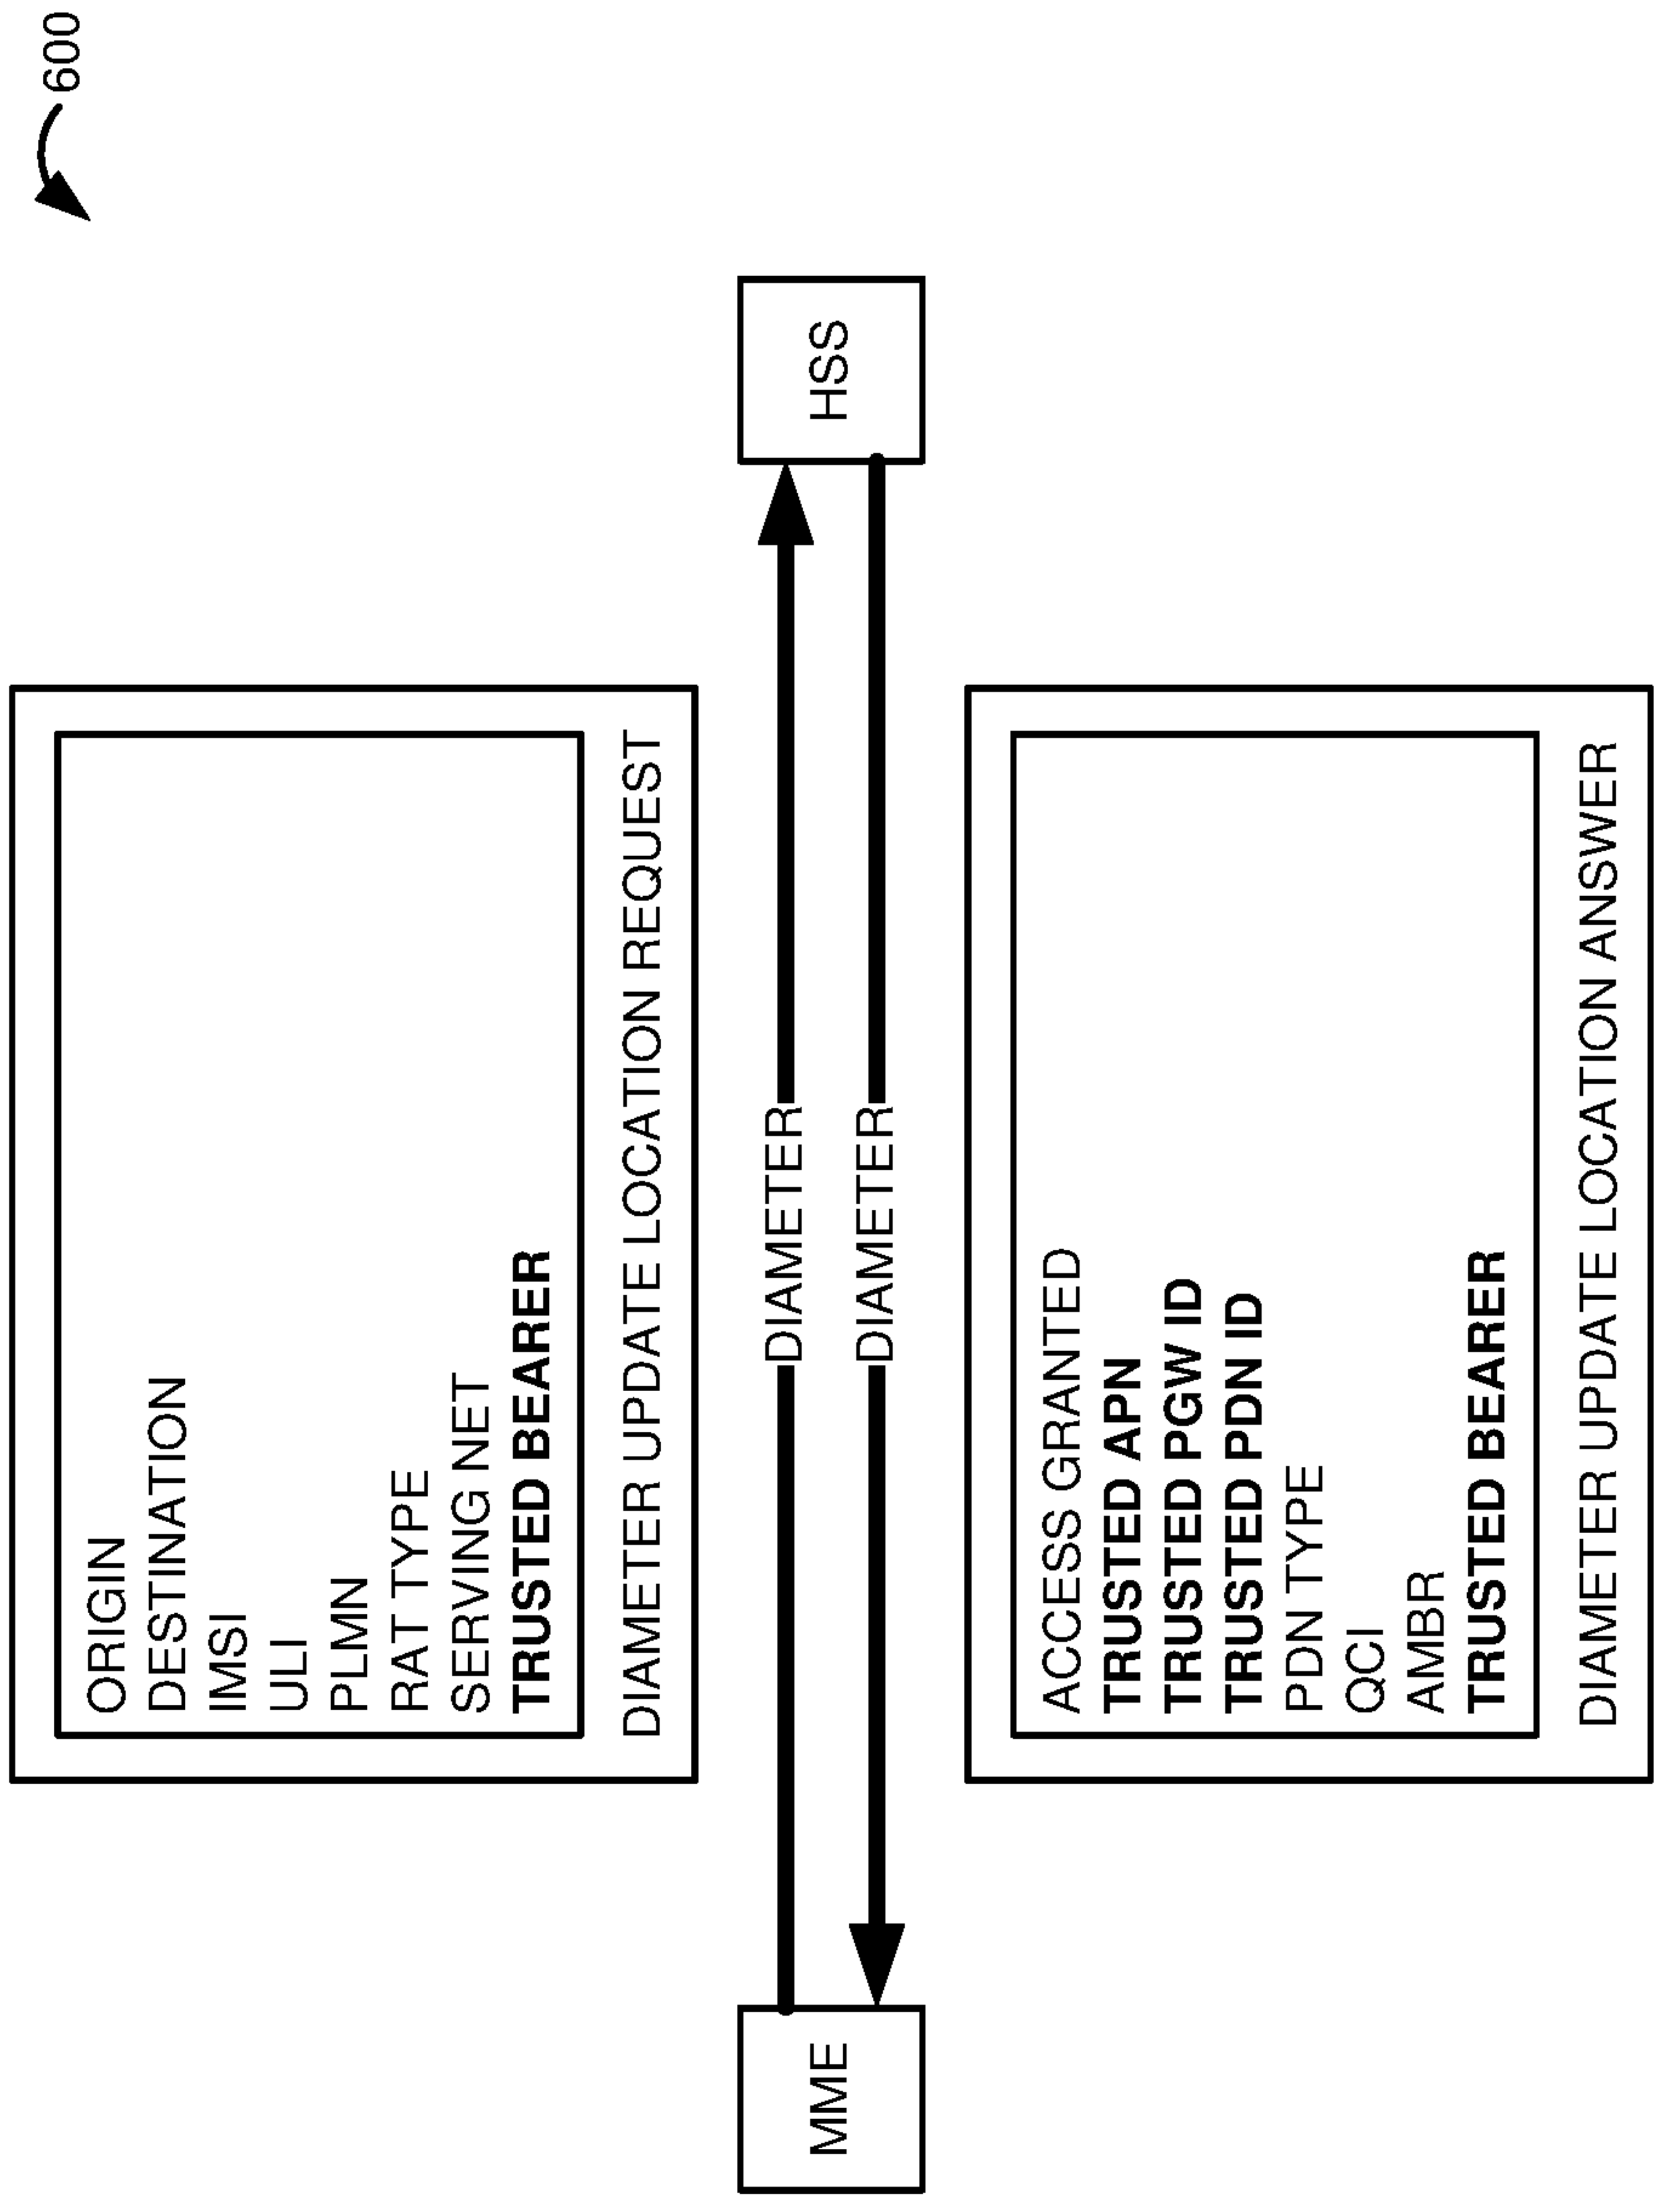 600
ORIGIN
DESTINATION
IMSI
ULI
PLMN
RAT TYPE
SERVING NET
TRUSTED BEARER
DIAMETER UPDATE LOCATION REQUEST
MME
DIAMETER
DIAMETER
HSS
ACCESS GRANTED
TRUSTED APN
TRUSTED PGW ID
TRUSTED PDN ID
PDN TYPE
QCI
AMBR
TRUSTED BEARER
DIAMETER UPDATE LOCATION ANSWER